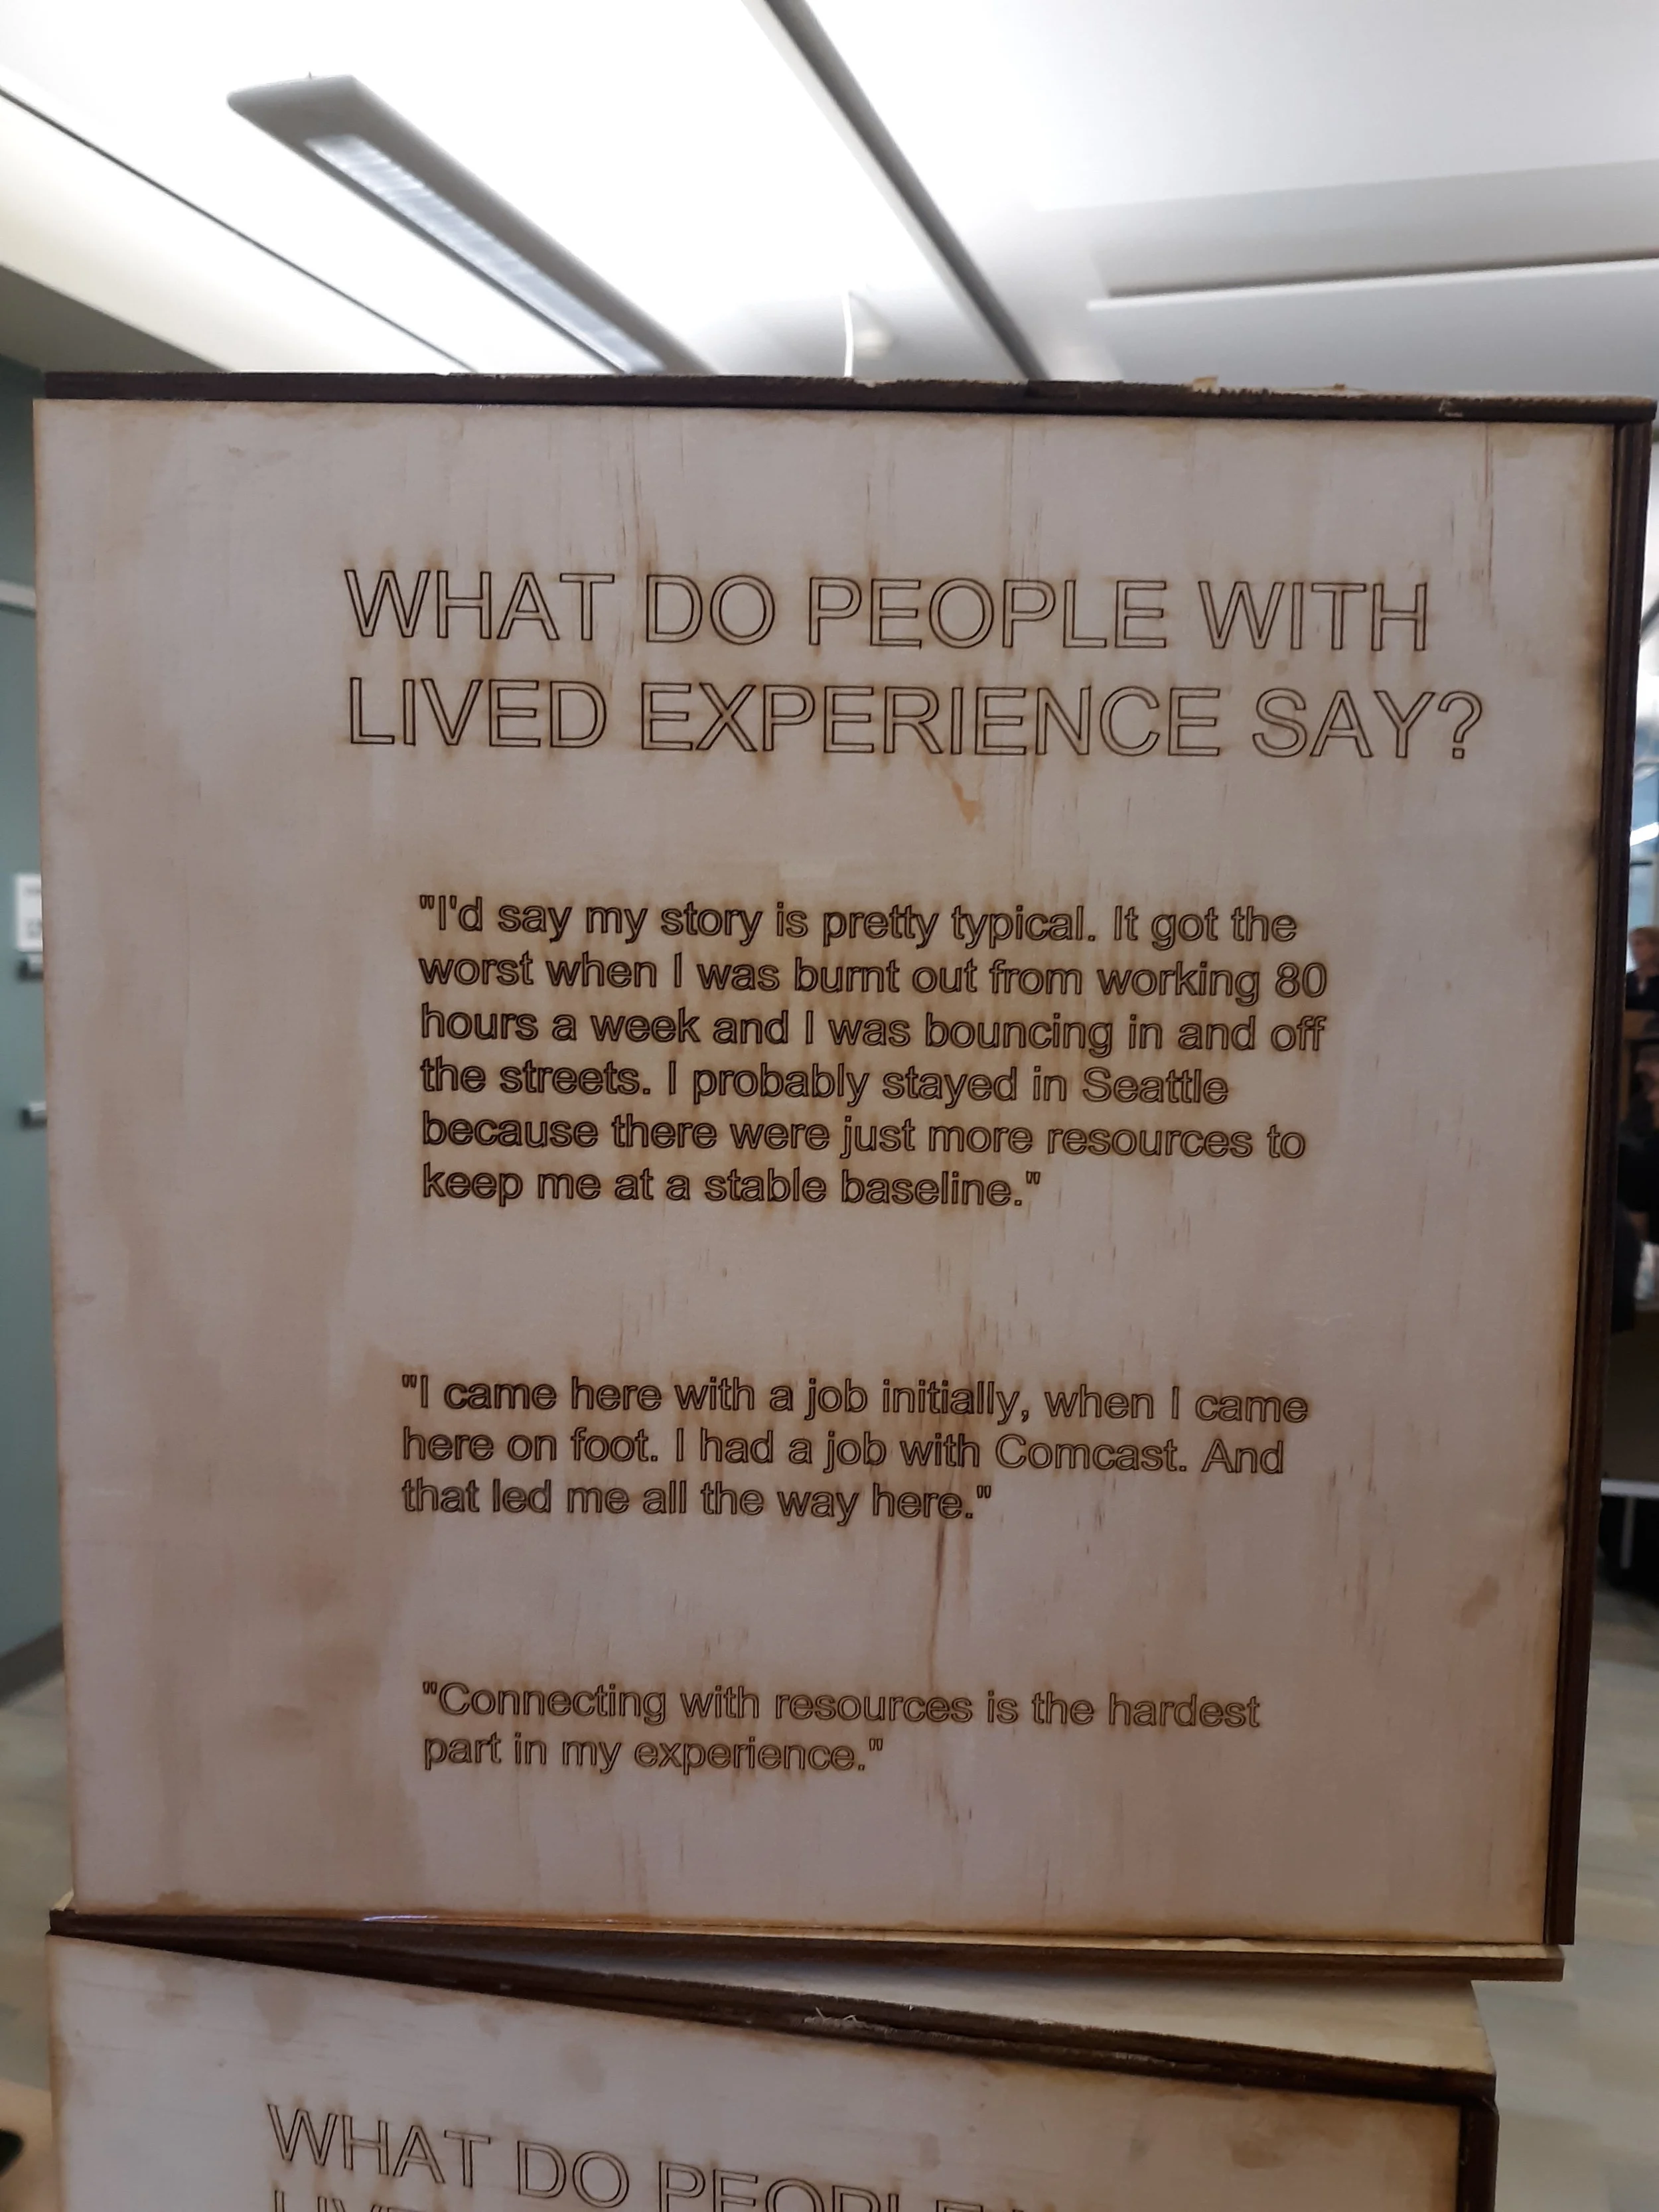 WHAT DO PEOPLE WITH
LIVED EXPERIENCE SAY?
"I'd say my story is pretty typical. It got the
worst when I was burnt out from working 80
hours a week and I was bouncing in and off
the streets. I probably stayed in Seattle
because there were just more resources to
keep me at a stable baseline."
"I came here with a job initially, when I came
here on foot. I had a job with Comcast. And
that led me all the way here."
"Connecting with resources is the hardest
part in my experience."
WHAT DO PEOPLE